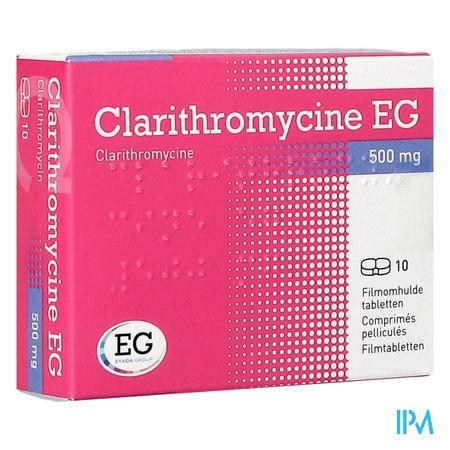 Clarithromycine EG
Clarithromycine
500 mg
10
Filmomhulde
tabletten
Comprimés
pelliculés
Filmtabletten
EG
STADA GROUP
Clarithromycine EG
Clarithromycin
10
500 mg
IPM